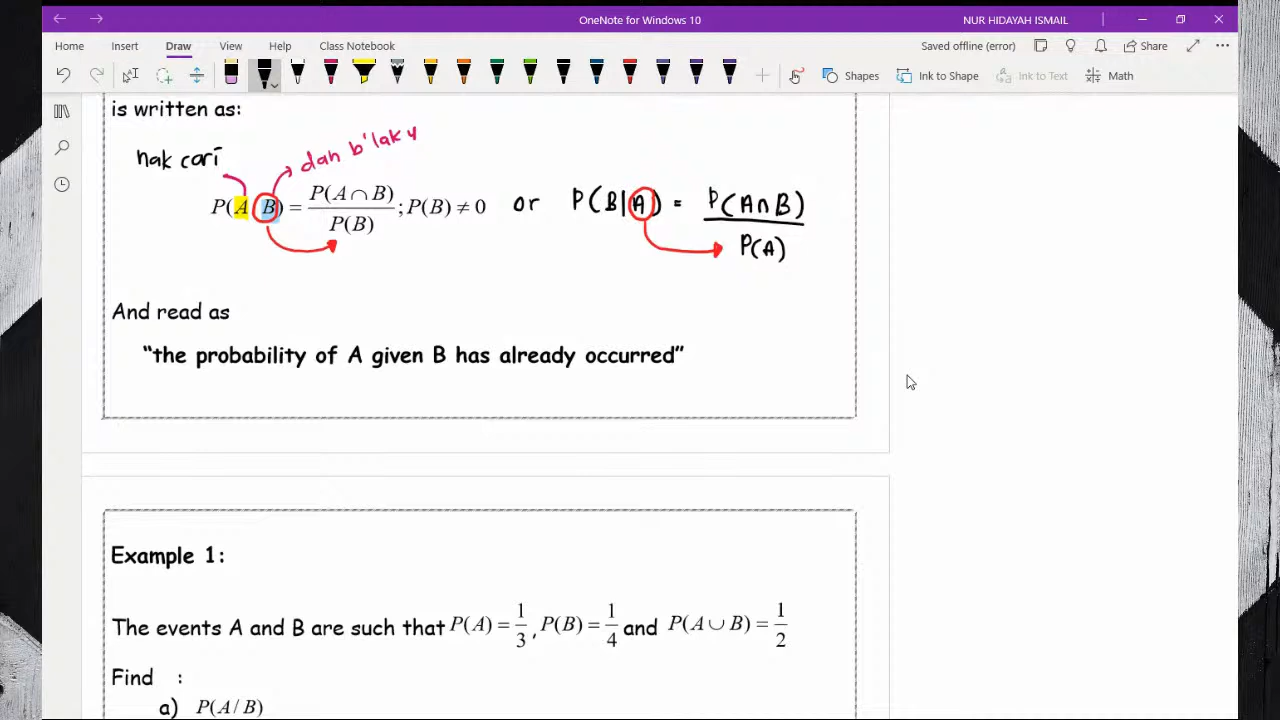 OneNote for Windows 10 NUR HIDAYAH ISMAIL
Home Insert Draw View Help Class Notebook Saved offline (error) Share
Shapes Ink to Shape Ink to Text Math
is written as:
nak cari dan b'laku
P(A/B) = P(A ∩ B) / P(B) ; P(B) ≠ 0 or P(B|A) = P(A∩B) / P(A)
And read as
“the probability of A given B has already occurred”
Example 1:
The events A and B are such that P(A) = 1/3, P(B) = 1/4 and P(A ∪ B) = 1/2
Find :
a) P(A/B)